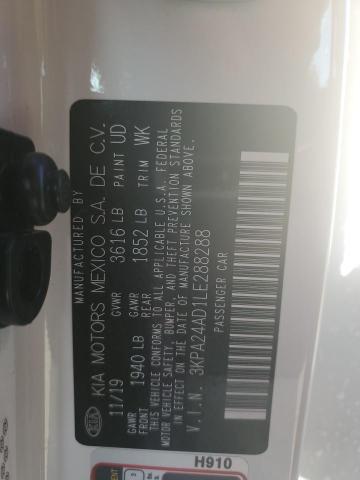 MANUFACTURED BY
KIA KIA MOTORS MEXICO S.A. DE C.V.
11/19 GVWR 3616 LB PAINT UD
GAWR 1940 LB GAWR REAR 1852 LB TRIM WK
THIS VEHICLE CONFORMS TO ALL APPLICABLE U.S.A. FEDERAL
MOTOR VEHICLE SAFETY, BUMPER, AND THEFT PREVENTION
STANDARDS IN EFFECT ON THE DATE OF MANUFACTURE SHOWN ABOVE.
V.I.N. 3KPA24AD1LE288288
PASSENGER CAR
H910